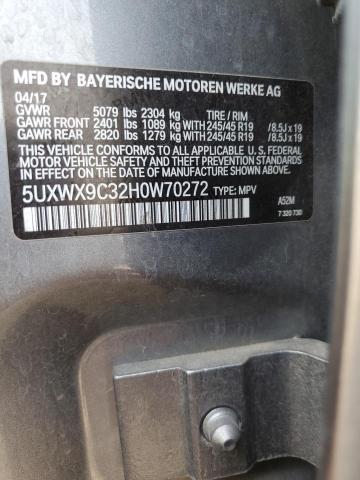 MFD BY BAYERISCHE MOTOREN WERKE AG
04/17
GVWR 5079 lbs 2304 kg TIRE / RIM
GAWR FRONT 2401 lbs 1089 kg WITH 245/45 R19 /8.5J x 19
GAWR REAR 2820 lbs 1279 kg WITH 245/45 R19 /8.5J x 19
THIS VEHICLE CONFORMS TO ALL APPLICABLE U.S. FEDERAL
MOTOR VEHICLE SAFETY STANDARDS IN EFFECT ON THE
DATE OF MANUFACTURE SHOWN ABOVE.
5UXWX9C32H0W70272 TYPE: MPV
A52M
7 320 730